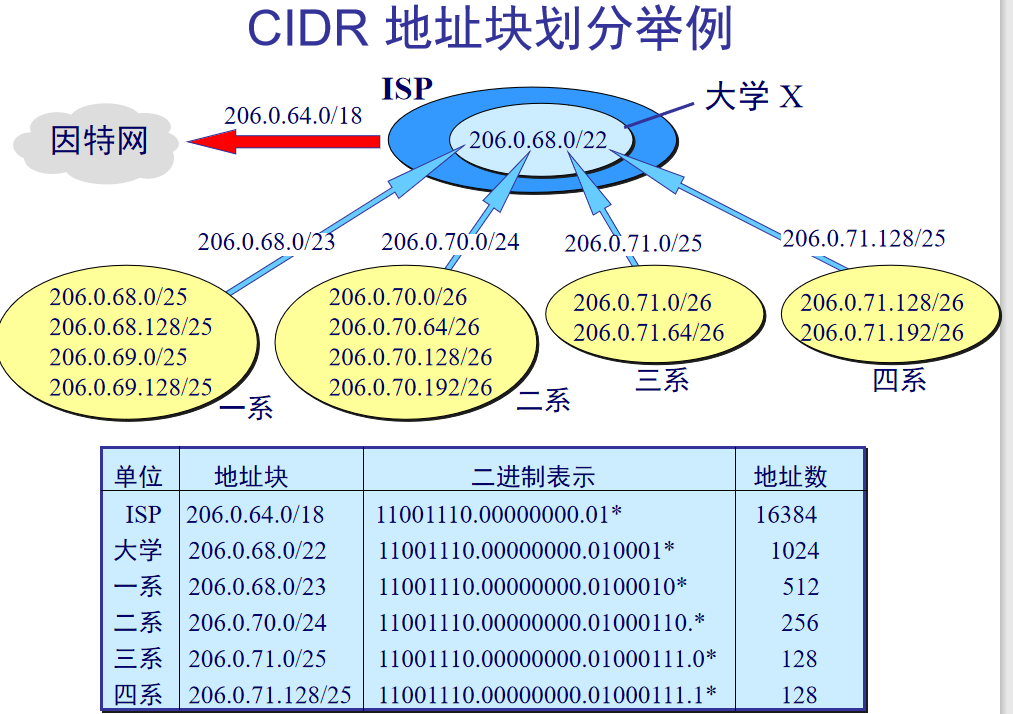 CIDR 地址块划分举例
ISP
大学 X
206.0.64.0/18
因特网
206.0.68.0/22
206.0.68.0/23
206.0.70.0/24
206.0.71.0/25
206.0.71.128/25
206.0.68.0/25
206.0.68.128/25
206.0.69.0/25
206.0.69.128/25
一系
206.0.70.0/26
206.0.70.64/26
206.0.70.128/26
206.0.70.192/26
二系
206.0.71.0/26
206.0.71.64/26
三系
206.0.71.128/26
206.0.71.192/26
四系
单位 地址块 二进制表示 地址数
ISP 206.0.64.0/18 11001110.00000000.01* 16384
大学 206.0.68.0/22 11001110.00000000.010001* 1024
一系 206.0.68.0/23 11001110.00000000.0100010* 512
二系 206.0.70.0/24 11001110.00000000.01000110.* 256
三系 206.0.71.0/25 11001110.00000000.01000111.0* 128
四系 206.0.71.128/25 11001110.00000000.01000111.1* 128